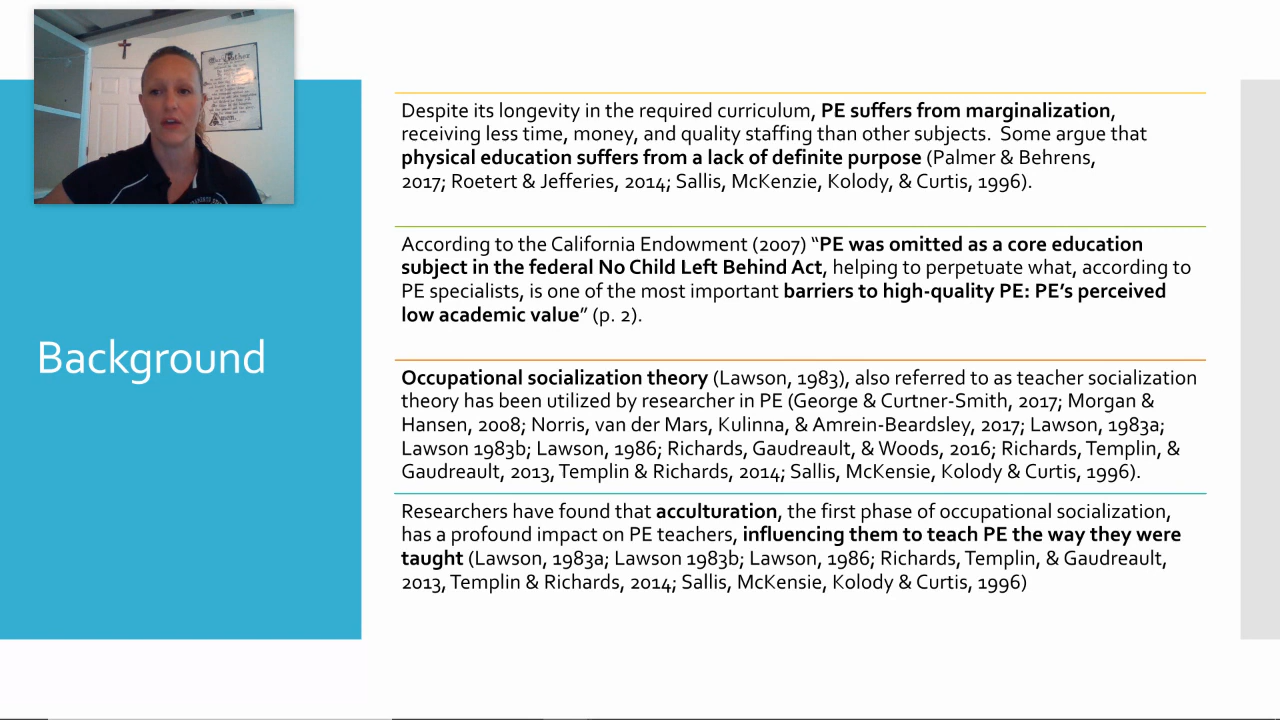 Background
Despite its longevity in the required curriculum, PE suffers from marginalization,
receiving less time, money, and quality staffing than other subjects. Some argue that
physical education suffers from a lack of definite purpose (Palmer & Behrens,
2017; Roetert & Jefferies, 2014; Sallis, McKenzie, Kolody, & Curtis, 1996).
According to the California Endowment (2007) “PE was omitted as a core education
subject in the federal No Child Left Behind Act, helping to perpetuate what, according to
PE specialists, is one of the most important barriers to high-quality PE: PE’s perceived
low academic value” (p. 2).
Occupational socialization theory (Lawson, 1983), also referred to as teacher socialization
theory has been utilized by researcher in PE (George & Curtner-Smith, 2017; Morgan &
Hansen, 2008; Norris, van der Mars, Kulinna, & Amrein-Beardsley, 2017; Lawson, 1983a;
Lawson 1983b; Lawson, 1986; Richards, Gaudreault, & Woods, 2016; Richards, Templin, &
Gaudreault, 2013, Templin & Richards, 2014; Sallis, McKensie, Kolody & Curtis, 1996).
Researchers have found that acculturation, the first phase of occupational socialization,
has a profound impact on PE teachers, influencing them to teach PE the way they were
taught (Lawson, 1983a; Lawson 1983b; Lawson, 1986; Richards, Templin, & Gaudreault,
2013, Templin & Richards, 2014; Sallis, McKensie, Kolody & Curtis, 1996)